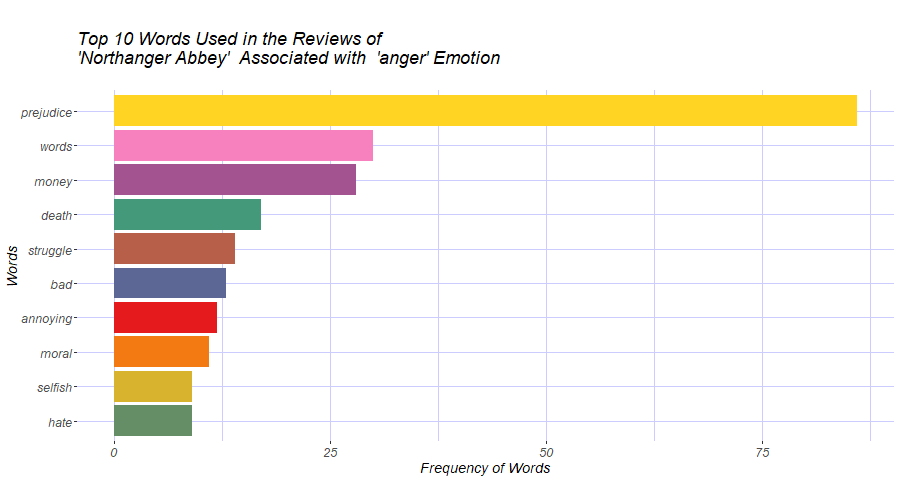 Top 10 Words Used in the Reviews of
'Northanger Abbey'  Associated with  'anger' Emotion
prejudice
words
money
death
struggle
bad
annoying
moral
selfish
hate
Words
0 25 50 75
Frequency of Words